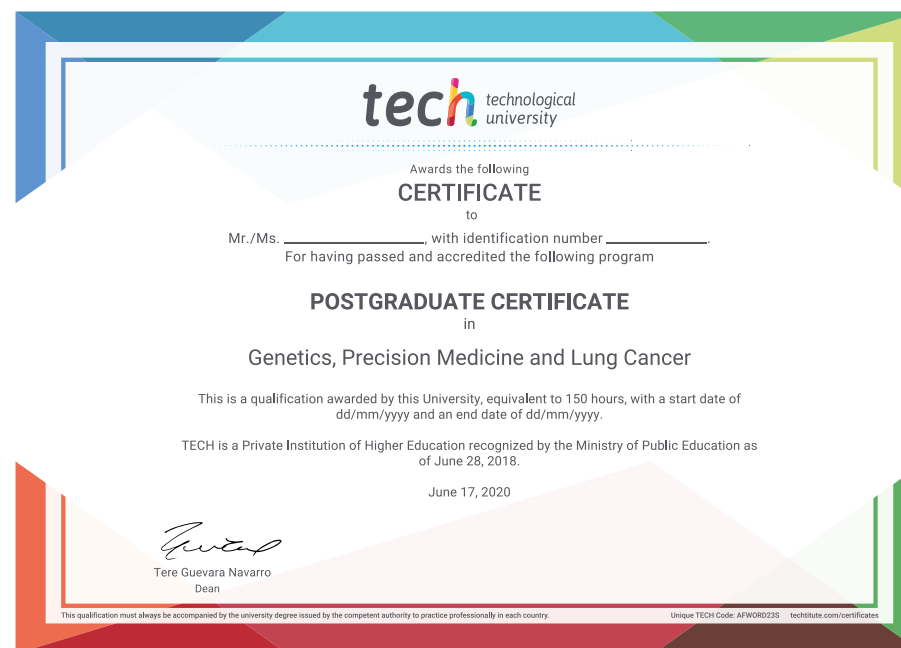 tech technological
university
Awards the following
CERTIFICATE
to
Mr./Ms. ____________________, with identification number ______________.
For having passed and accredited the following program
POSTGRADUATE CERTIFICATE
in
Genetics, Precision Medicine and Lung Cancer
This is a qualification awarded by this University, equivalent to 150 hours, with a start date of
dd/mm/yyyy and an end date of dd/mm/yyyy.
TECH is a Private Institution of Higher Education recognized by the Ministry of Public Education as
of June 28, 2018.
June 17, 2020
Tere Guevara Navarro
Dean
This qualification must always be accompanied by the university degree issued by the competent authority to practice professionally in each country. Unique TECH Code: AFWORD23S techtitute.com/certificates